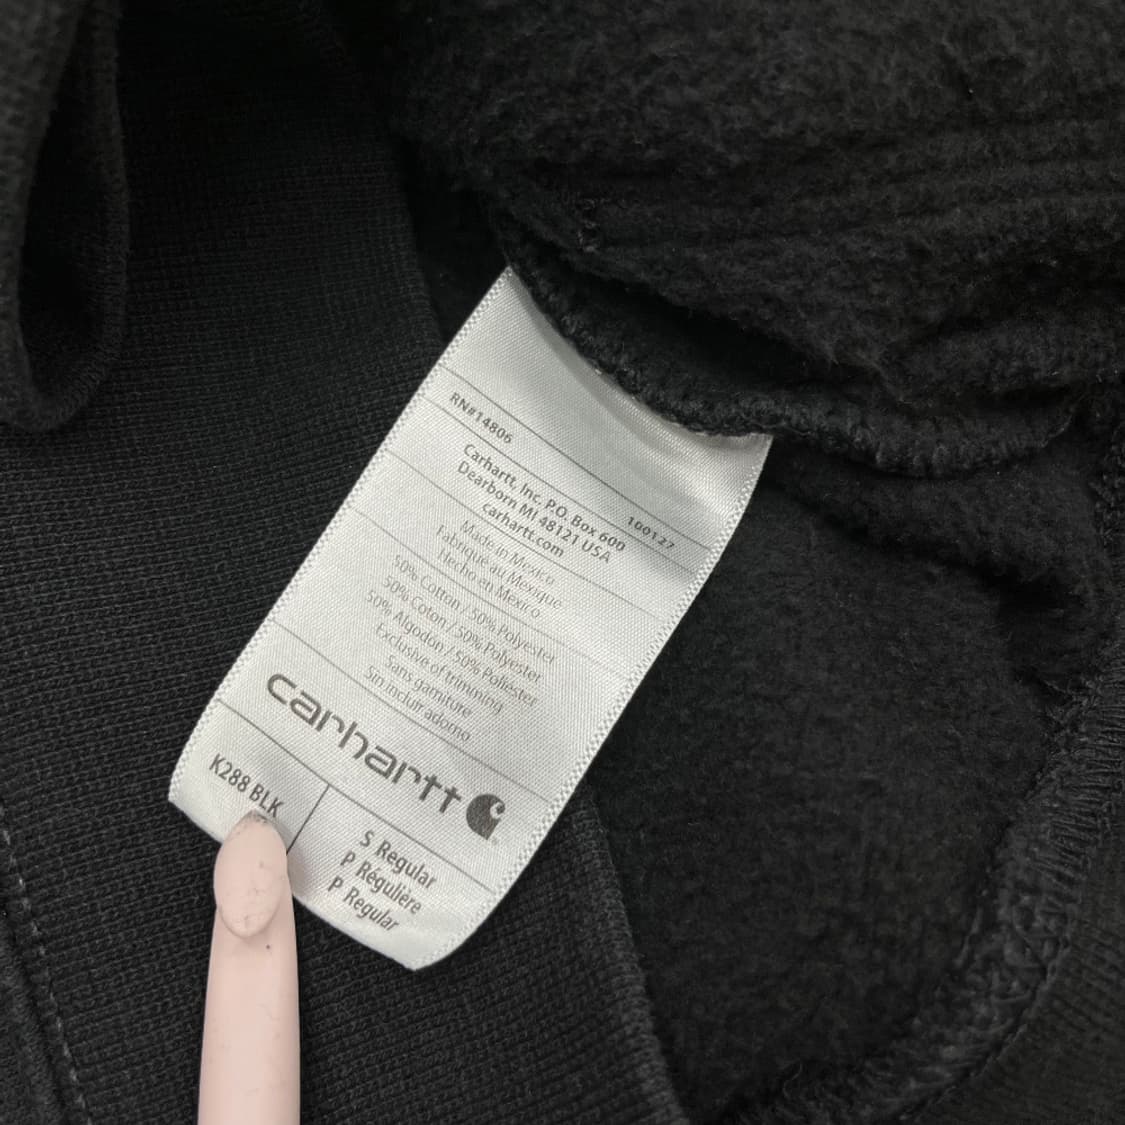 RN#14806 100127
Carhartt, Inc. P.O. Box 600
Dearborn MI 48121 USA
carhartt.com
Made in Mexico
Fabriqué au Mexique
Hecho en Mexico
50% Cotton / 50% Polyester
50% Coton / 50% Polyester
50% Algodón / 50% Poliéster
Exclusive of trimming
Sans garniture
Sin incluir adorno
carhartt
K288 BLK
S Regular
P Régulière
P Regular